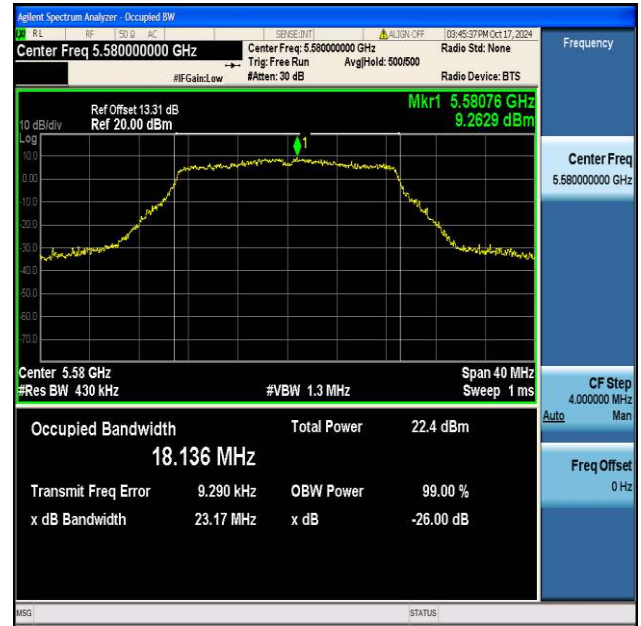 Agilent Spectrum Analyzer - Occupied BW
RL RF 50 Ω AC SENSE:INT ALIGN OFF 03:45:37PM Oct 17, 2024
Center Freq 5.580000000 GHz
Center Freq: 5.580000000 GHz
Radio Std: None
Trig: Free Run Avg|Hold: 500/500
#IFGain:Low
#Atten: 30 dB
Radio Device: BTS
Frequency
Mkr1 5.58076 GHz
9.2629 dBm
Ref Offset 13.31 dB
10 dB/div Ref 20.00 dBm
Log
1
10.0
0.00
-10.0
-20.0
-30.0
-40.0
-50.0
-60.0
-70.0
Center Freq
5.580000000 GHz
Center 5.58 GHz Span 40 MHz
#Res BW 430 kHz #VBW 1.3 MHz Sweep 1 ms
CF Step
4.000000 MHz
Auto Man
Occupied Bandwidth Total Power 22.4 dBm
18.136 MHz
Freq Offset
0 Hz
Transmit Freq Error 9.290 kHz OBW Power 99.00 %
x dB Bandwidth 23.17 MHz x dB -26.00 dB
MSG STATUS